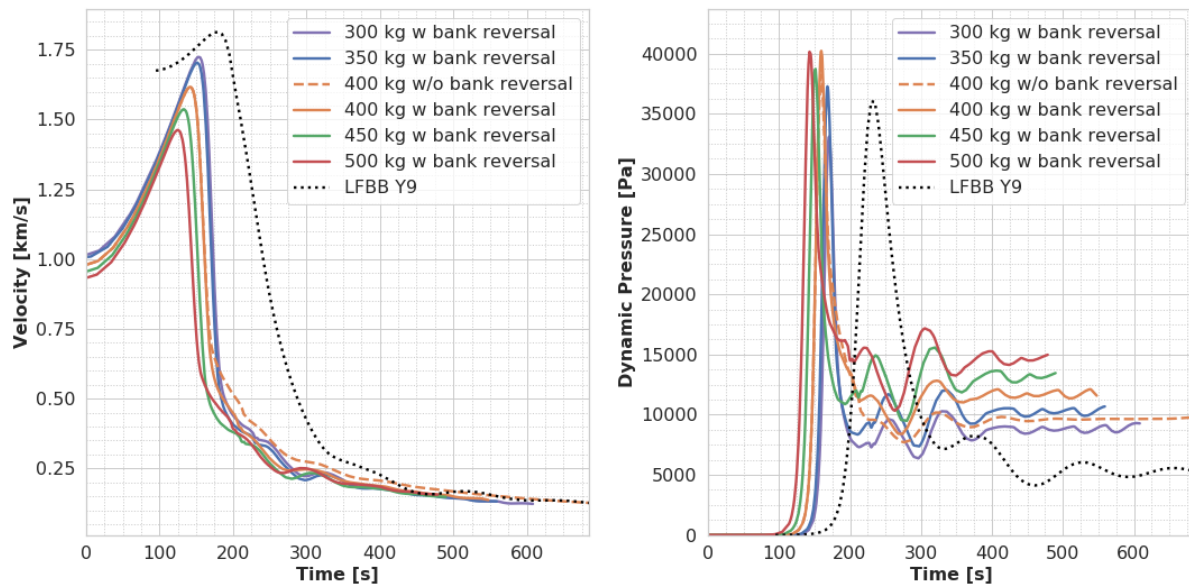 1.75
1.50
1.25
1.00
0.75
0.50
0.25
Velocity [km/s]
0 100 200 300 400 500 600
Time [s]
300 kg w bank reversal
350 kg w bank reversal
400 kg w/o bank reversal
400 kg w bank reversal
450 kg w bank reversal
500 kg w bank reversal
LFBB Y9
40000
35000
30000
25000
20000
15000
10000
5000
0
Dynamic Pressure [Pa]
0 100 200 300 400 500 600
Time [s]
300 kg w bank reversal
350 kg w bank reversal
400 kg w/o bank reversal
400 kg w bank reversal
450 kg w bank reversal
500 kg w bank reversal
LFBB Y9